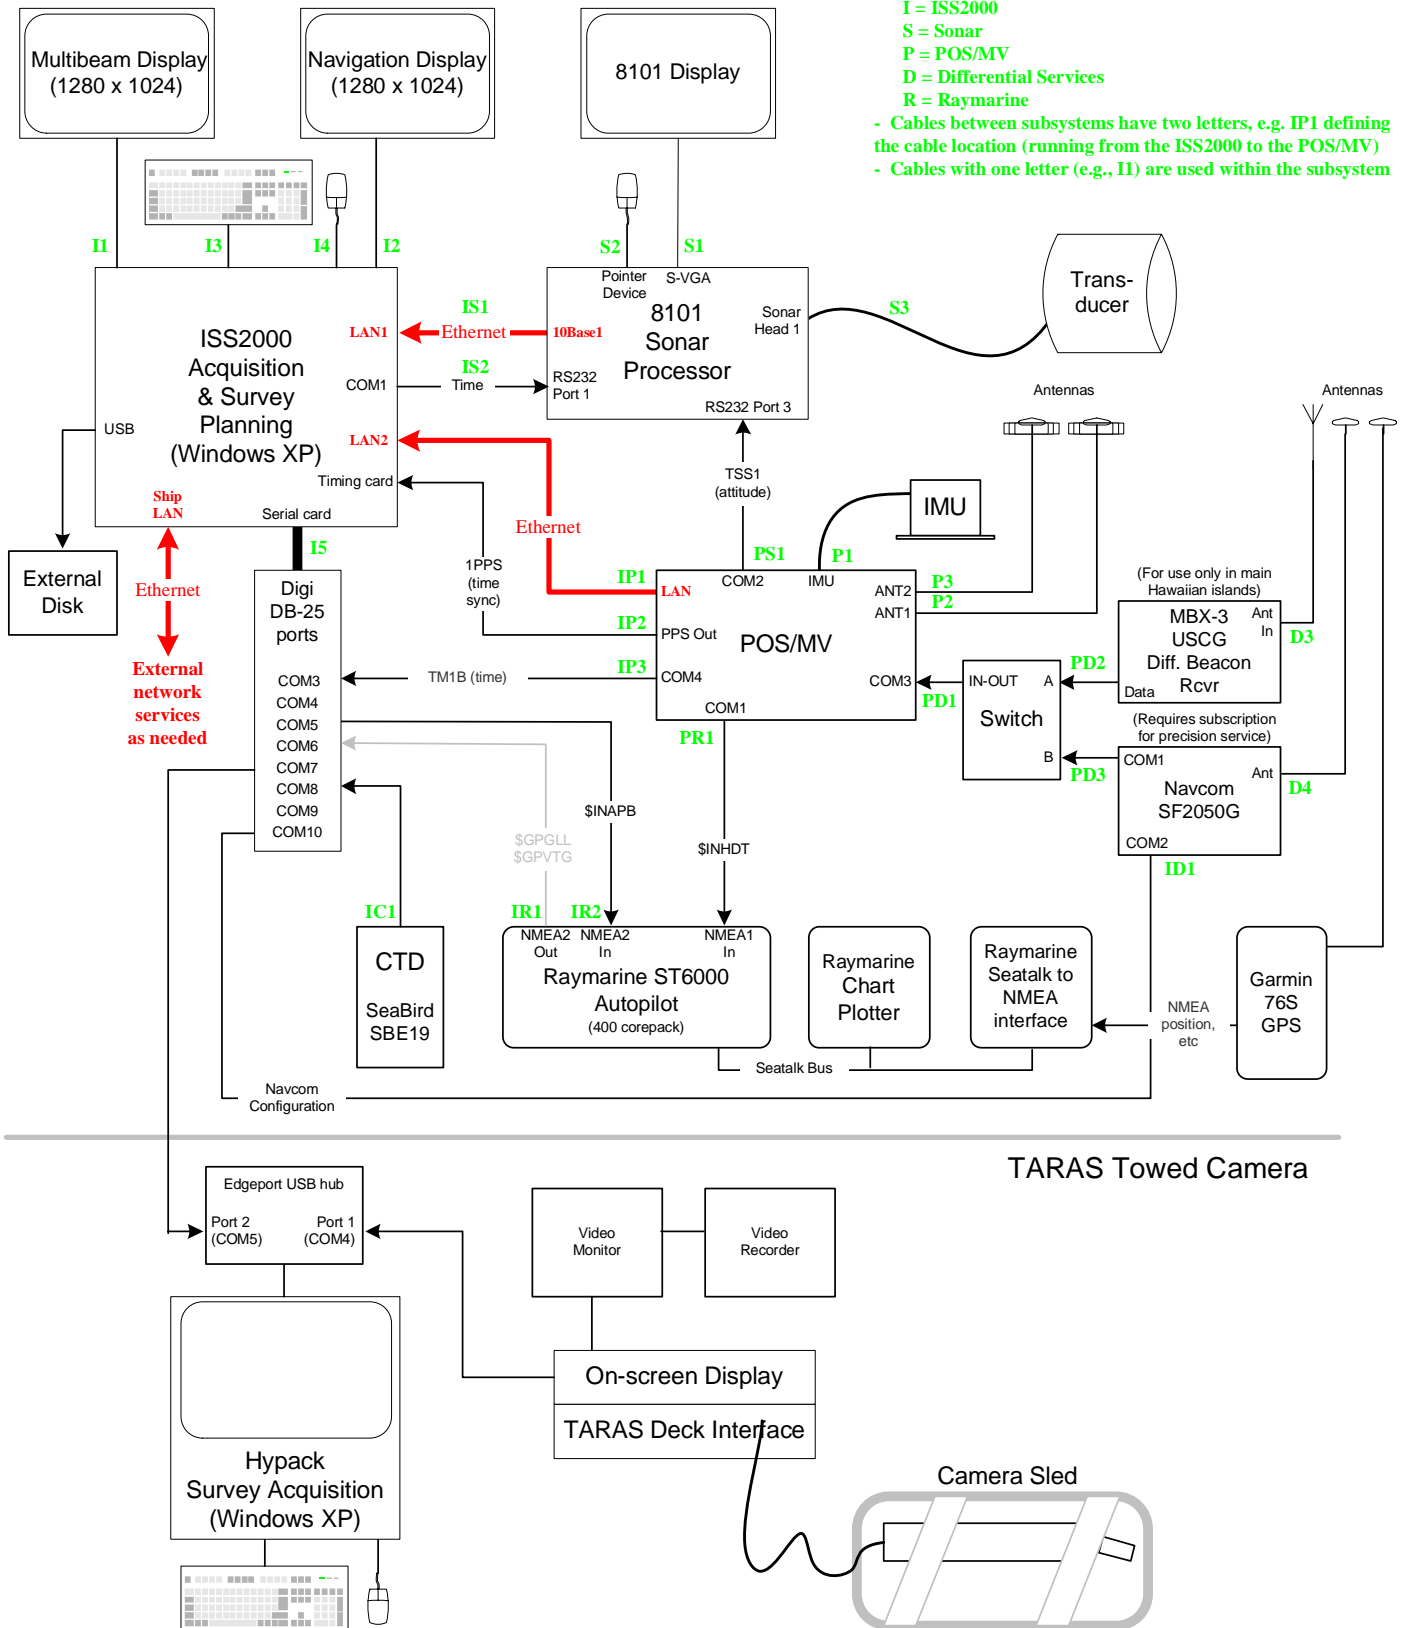 I = ISS2000
S = Sonar
P = POS/MV
D = Differential Services
R = Raymarine
- Cables between subsystems have two letters, e.g. IP1 defining
the cable location (running from the ISS2000 to the POS/MV)
- Cables with one letter (e.g., I1) are used within the subsystem
Multibeam Display
(1280 x 1024)
Navigation Display
(1280 x 1024)
8101 Display
I1
I3
I4
I2
S2
S1
Pointer
Device
S-VGA
8101
Sonar
Processor
Sonar
Head 1
S3
Trans-
ducer
IS1
LAN1
Ethernet
10Base1
ISS2000
Acquisition
& Survey
Planning
(Windows XP)
IS2
COM1
Time
RS232
Port 1
RS232 Port 3
USB
LAN2
Timing card
Ship
LAN
Serial card
Antennas
Antennas
TSS1
(attitude)
IMU
Ethernet
I5
External
Disk
Ethernet
External
network
services
as needed
1PPS
(time
sync)
PS1
P1
IP1
LAN
COM2
IMU
ANT2
ANT1
P3
P2
IP2
PPS Out
POS/MV
IP3
COM4
COM3
COM1
TM1B (time)
Digi
DB-25
ports
COM3
COM4
COM5
COM6
COM7
COM8
COM9
COM10
(For use only in main
Hawaiian islands)
MBX-3
USCG
Diff. Beacon
Rcvr
Ant
In
Data
D3
PD2
PD1
IN-OUT
A
Switch
B
PD3
(Requires subscription
for precision service)
COM1
Ant
Navcom
SF2050G
COM2
D4
ID1
PR1
$INAPB
$GPGLL
$GPVTG
$INHDT
IC1
IR1
IR2
CTD
SeaBird
SBE19
NMEA2
Out
NMEA2
In
NMEA1
In
Raymarine ST6000
Autopilot
(400 corepack)
Raymarine
Chart
Plotter
Raymarine
Seatalk to
NMEA
interface
NMEA
position,
etc
Garmin
76S
GPS
Seatalk Bus
Navcom
Configuration
TARAS Towed Camera
Edgeport USB hub
Port 2
(COM5)
Port 1
(COM4)
Video
Monitor
Video
Recorder
On-screen Display
TARAS Deck Interface
Hypack
Survey Acquisition
(Windows XP)
Camera Sled